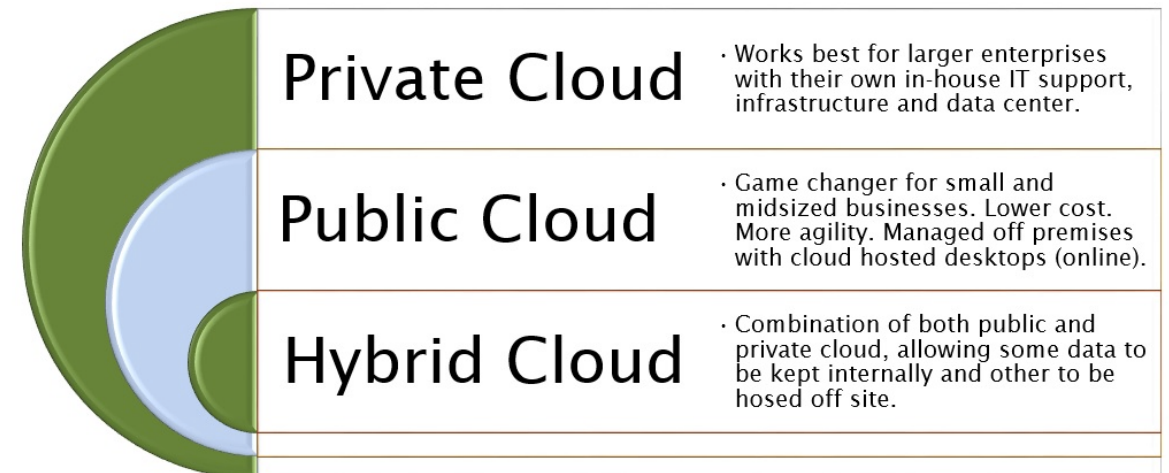 Private Cloud
· Works best for larger enterprises
with their own in-house IT support,
infrastructure and data center.
Public Cloud
· Game changer for small and
midsized businesses. Lower cost.
More agility. Managed off premises
with cloud hosted desktops (online).
Hybrid Cloud
· Combination of both public and
private cloud, allowing some data to
be kept internally and other to be
hosed off site.